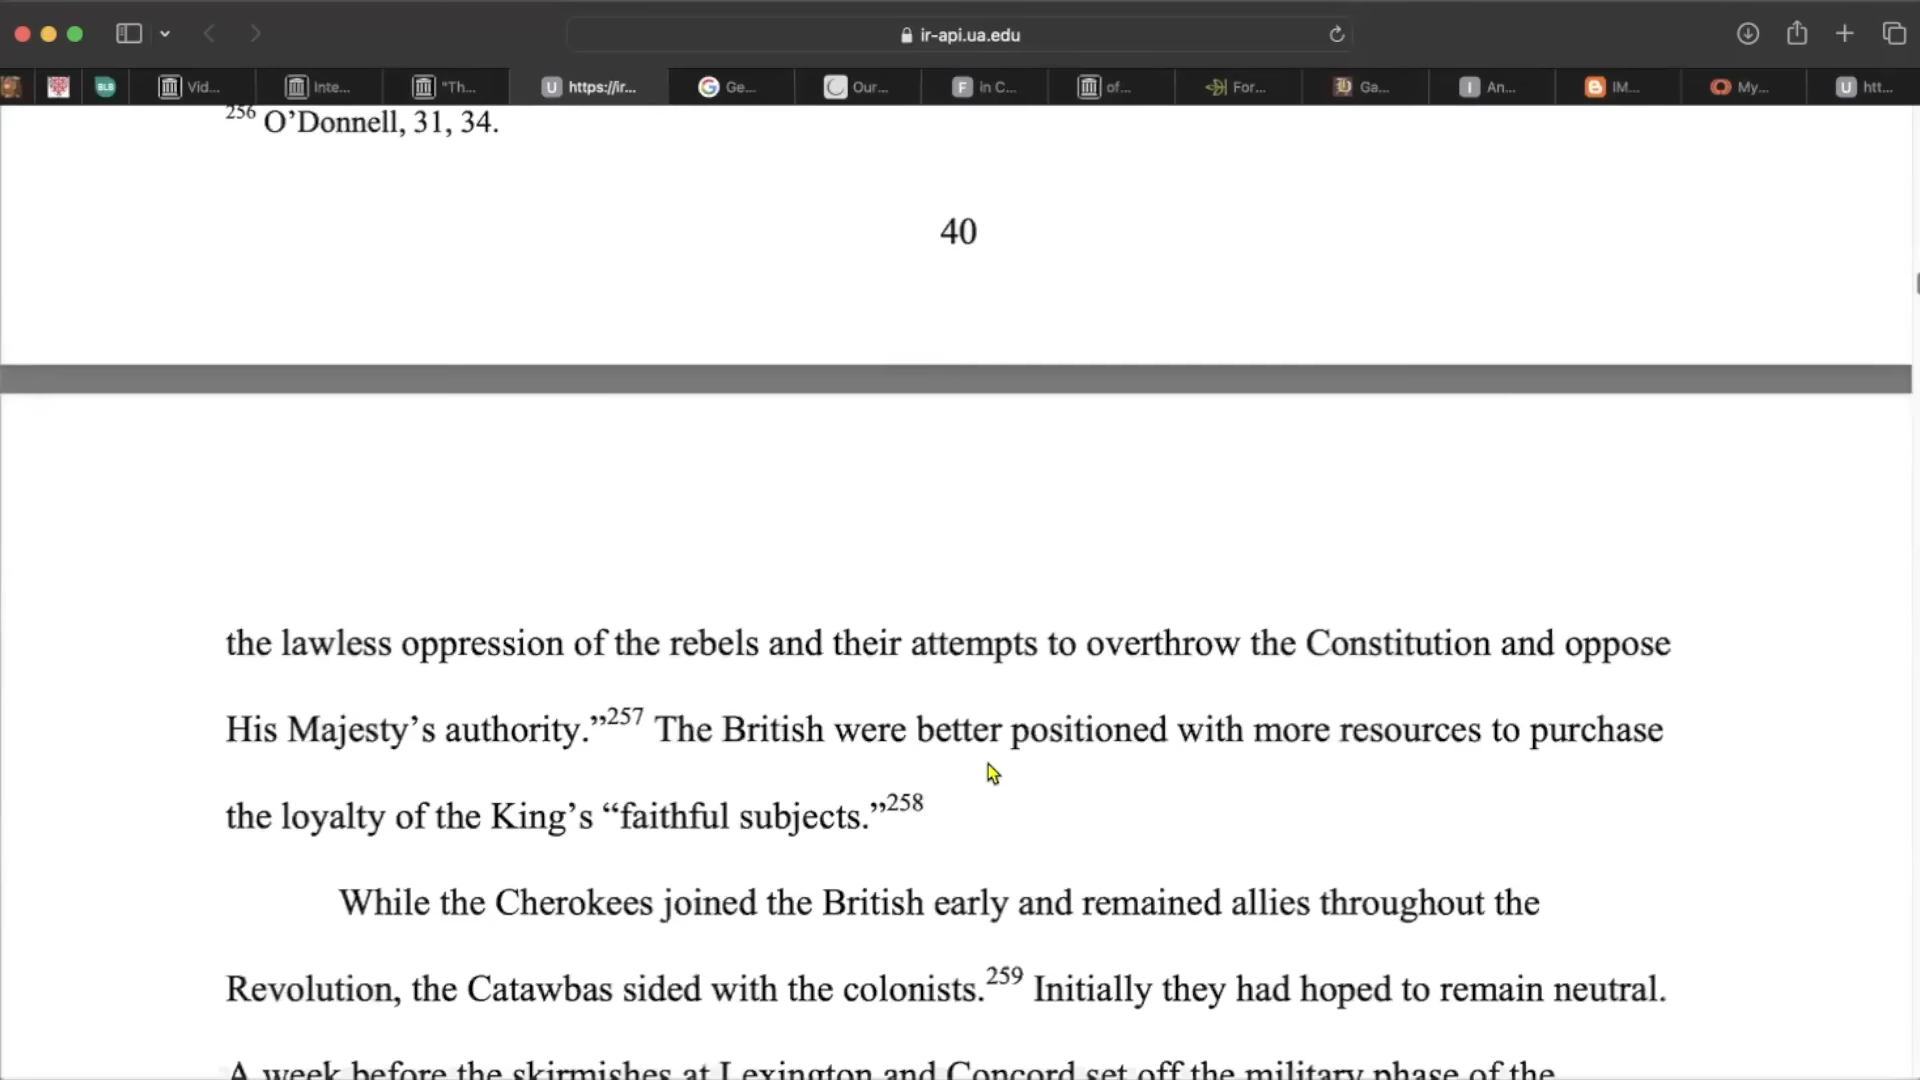 ir-api.ua.edu
BLB
Vid...
Inte...
"Th...
U https://ir...
G Ge...
Our...
F in C...
of...
For...
Ga...
I An...
IM...
My...
U htt...
256 O’Donnell, 31, 34.
40
the lawless oppression of the rebels and their attempts to overthrow the Constitution and oppose
His Majesty’s authority.”257 The British were better positioned with more resources to purchase
the loyalty of the King’s “faithful subjects.”258
While the Cherokees joined the British early and remained allies throughout the
Revolution, the Catawbas sided with the colonists.259 Initially they had hoped to remain neutral.
A week before the skirmishes at Lexington and Concord set off the military phase of the